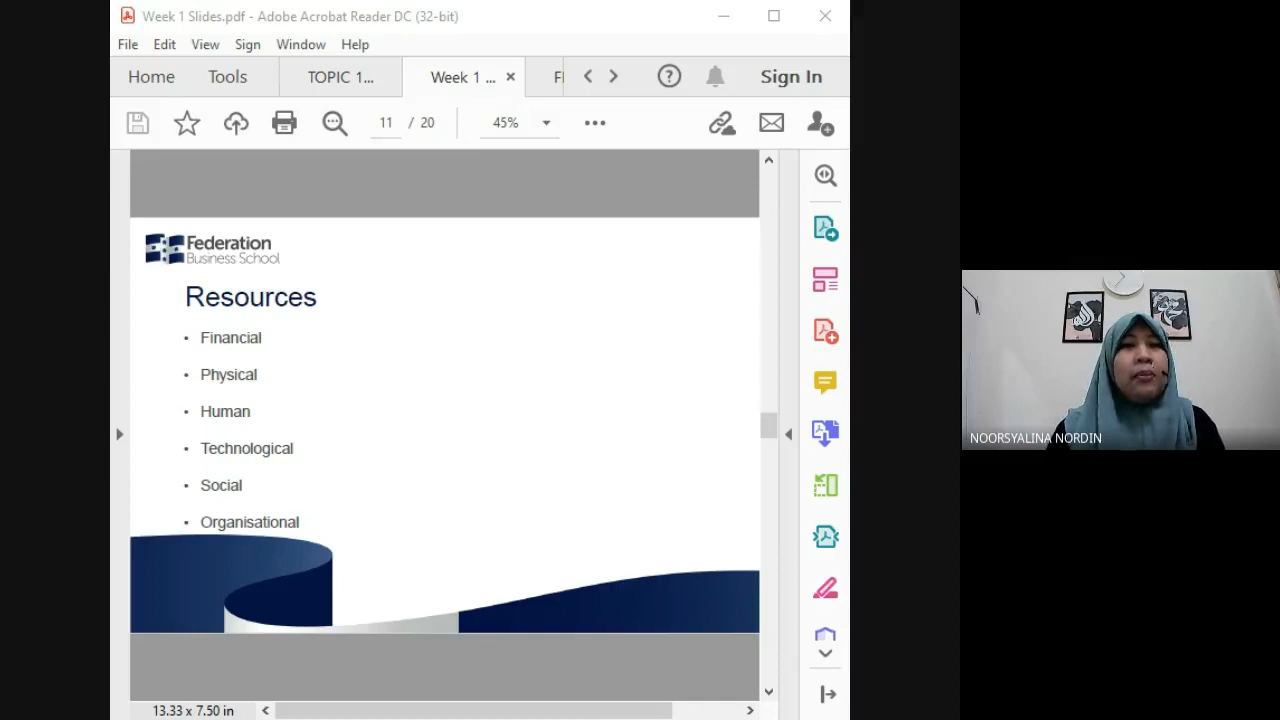 Week 1 Slides.pdf - Adobe Acrobat Reader DC (32-bit)
File Edit View Sign Window Help
Home Tools TOPIC 1... Week 1 ... Sign In
11 / 20 45%
Federation
Business School
Resources
• Financial
• Physical
• Human
• Technological
• Social
• Organisational
13.33 x 7.50 in
NOORSYALINA NORDIN